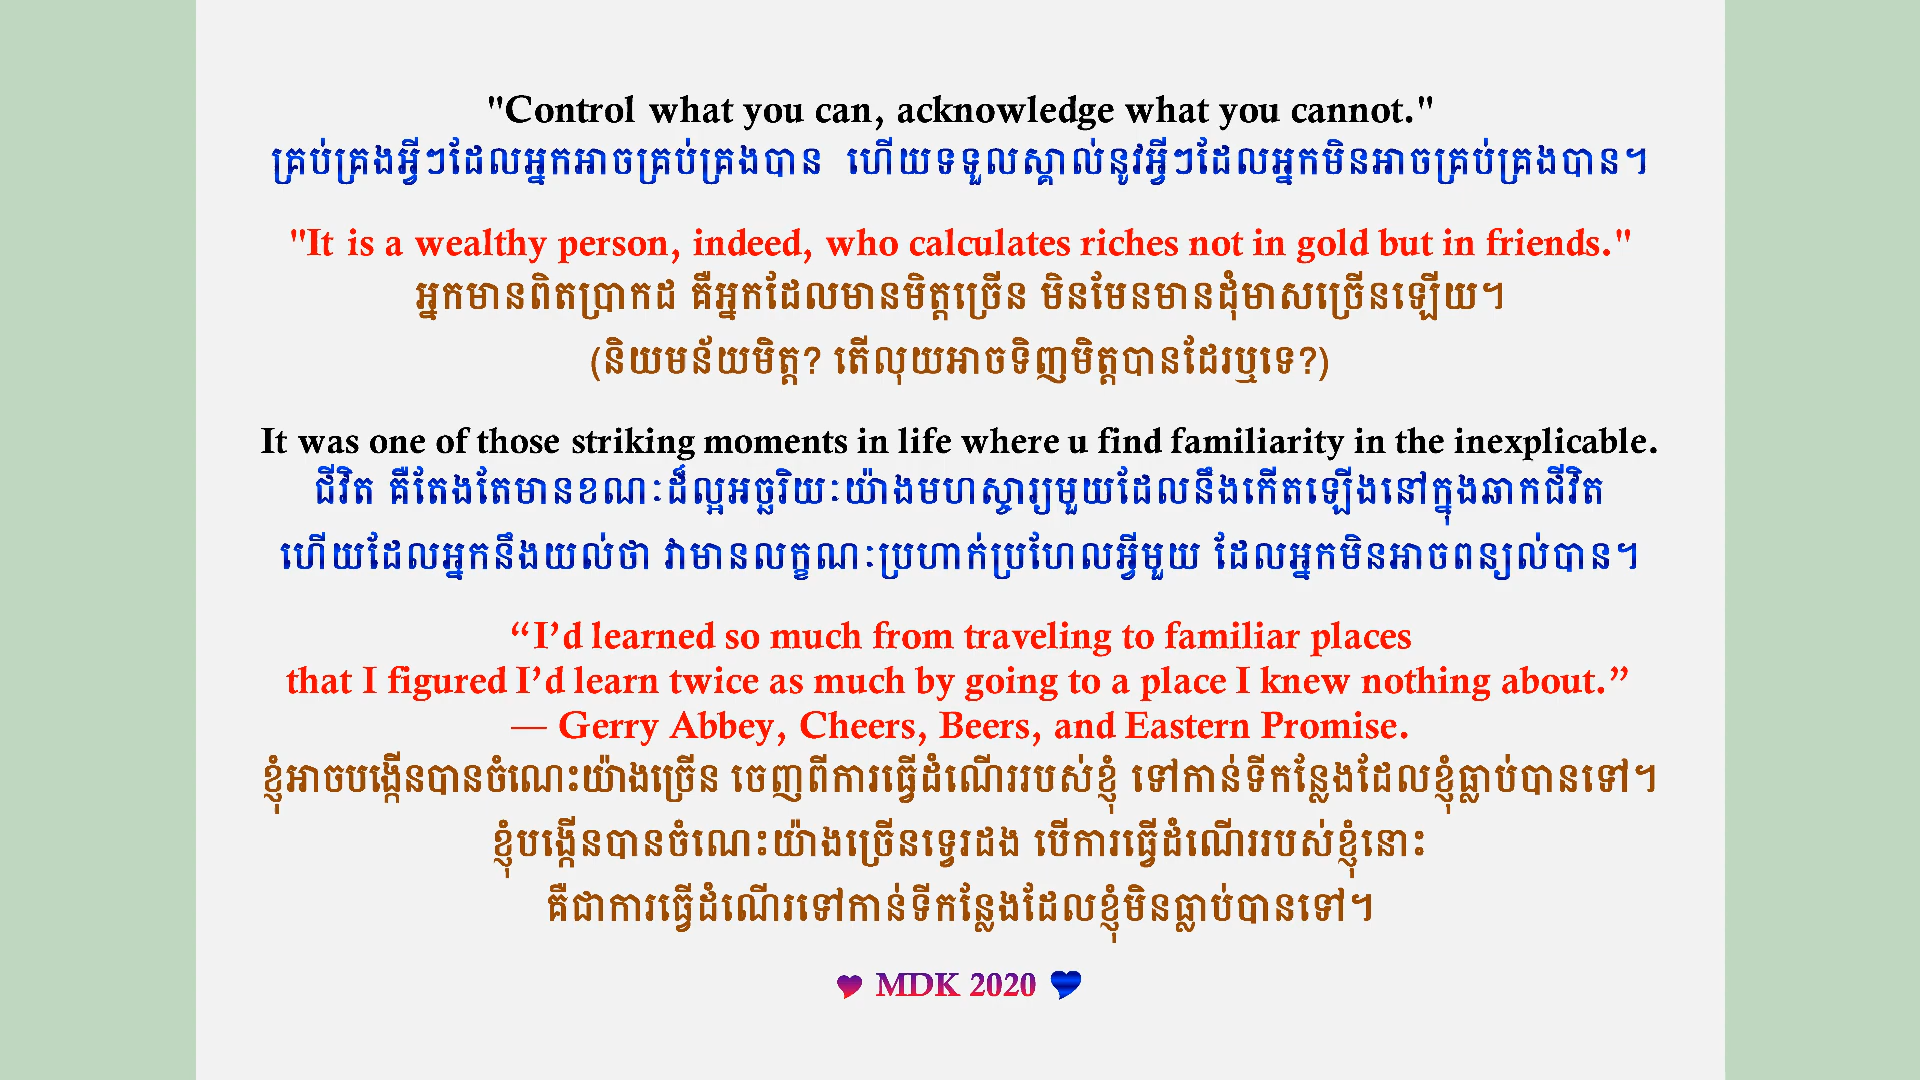 "Control what you can, acknowledge what you cannot."
គ្រប់គ្រងអ្វីៗដែលអ្នកអាចគ្រប់គ្រងបាន ហើយទទួលស្គាល់នូវអ្វីៗដែលអ្នកមិនអាចគ្រប់គ្រងបាន។
"It is a wealthy person, indeed, who calculates riches not in gold but in friends."
អ្នកមានពិតប្រាកដ គឺអ្នកដែលមានមិត្តច្រើន មិនមែនមានដុំមាសច្រើនឡើយ។
(និយមន័យមិត្ត? តើលុយអាចទិញមិត្តបានដែរឬទេ?)
It was one of those striking moments in life where u find familiarity in the inexplicable.
ជីវិត គឺតែងតែមានខណៈដ៏ល្អអច្ឆរិយៈយ៉ាងមហស្ចារ្យមួយដែលនឹងកើតឡើងនៅក្នុងឆាកជីវិត
ហើយដែលអ្នកនឹងយល់ថា វាមានលក្ខណៈប្រហាក់ប្រហែលអ្វីមួយ ដែលអ្នកមិនអាចពន្យល់បាន។
“I’d learned so much from traveling to familiar places
that I figured I’d learn twice as much by going to a place I knew nothing about.”
— Gerry Abbey, Cheers, Beers, and Eastern Promise.
ខ្ញុំអាចបង្កើនបានចំណេះយ៉ាងច្រើន ចេញពីការធ្វើដំណើររបស់ខ្ញុំ ទៅកាន់ទីកន្លែងដែលខ្ញុំធ្លាប់បានទៅ។
ខ្ញុំបង្កើនបានចំណេះយ៉ាងច្រើនទ្វេរដង បើការធ្វើដំណើររបស់ខ្ញុំនោះ
គឺជាការធ្វើដំណើរទៅកាន់ទីកន្លែងដែលខ្ញុំមិនធ្លាប់បានទៅ។
MDK 2020